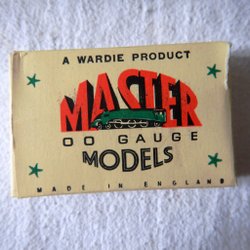 A WARDIE PRODUCT
MASTER
OO GAUGE
MODELS
MADE IN ENGLAND